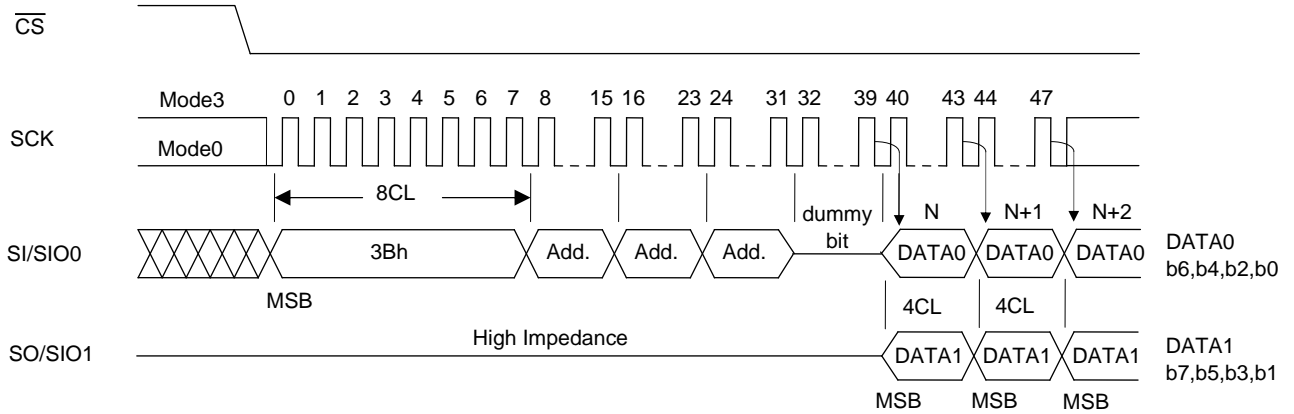 C̅S̅
Mode3 0 1 2 3 4 5 6 7 8 15 16 23 24 31 32 39 40 43 44 47
SCK
Mode0
8CL
dummy bit
N N+1 N+2
SI/SIO0 3Bh Add. Add. Add. DATA0 DATA0 DATA0
DATA0
b6,b4,b2,b0
MSB
4CL 4CL
High Impedance
SO/SIO1 DATA1 DATA1 DATA1
DATA1
b7,b5,b3,b1
MSB MSB MSB